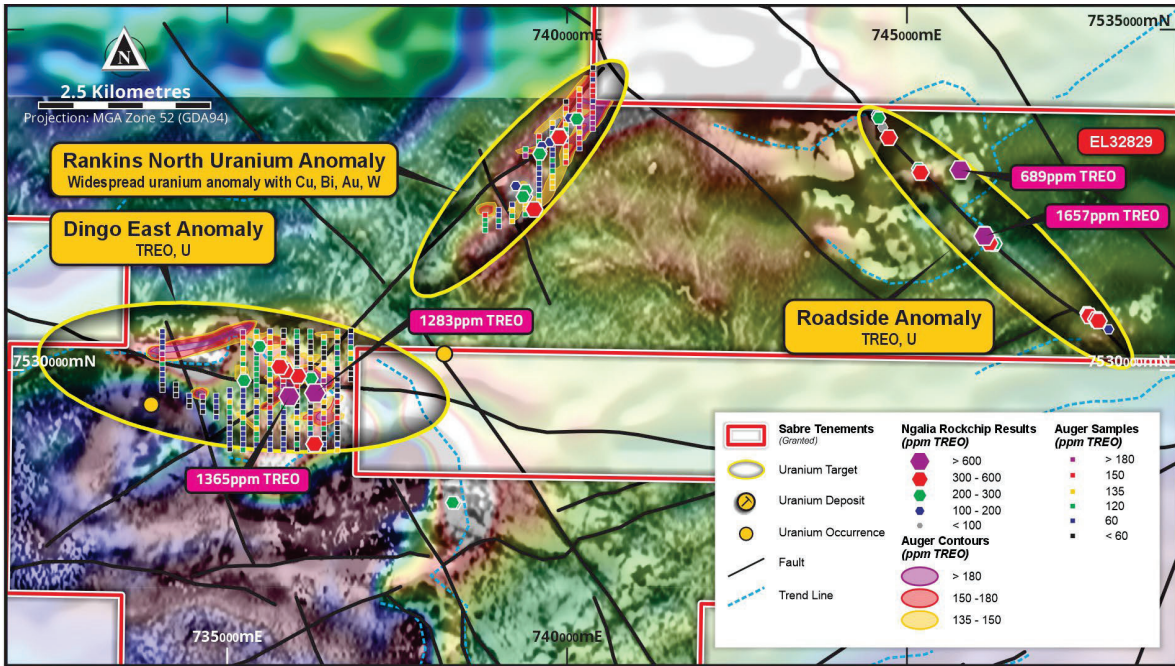 740000mE
745000mE
7535000mN
N
2.5 Kilometres
Projection: MGA Zone 52 (GDA94)
Rankins North Uranium Anomaly
Widespread uranium anomaly with Cu, Bi, Au, W
EL32829
689ppm TREO
1657ppm TREO
Dingo East Anomaly
TREO, U
1283ppm TREO
Roadside Anomaly
TREO, U
7530000mN
7530000mN
1365ppm TREO
735000mE
740000mE
Sabre Tenements
(Granted)
Uranium Target
Uranium Deposit
Uranium Occurrence
Fault
Trend Line
Ngalia Rockchip Results
(ppm TREO)
> 600
300 - 600
200 - 300
100 - 200
< 100
Auger Contours
(ppm TREO)
> 180
150 -180
135 - 150
Auger Samples
(ppm TREO)
> 180
150
135
120
60
< 60